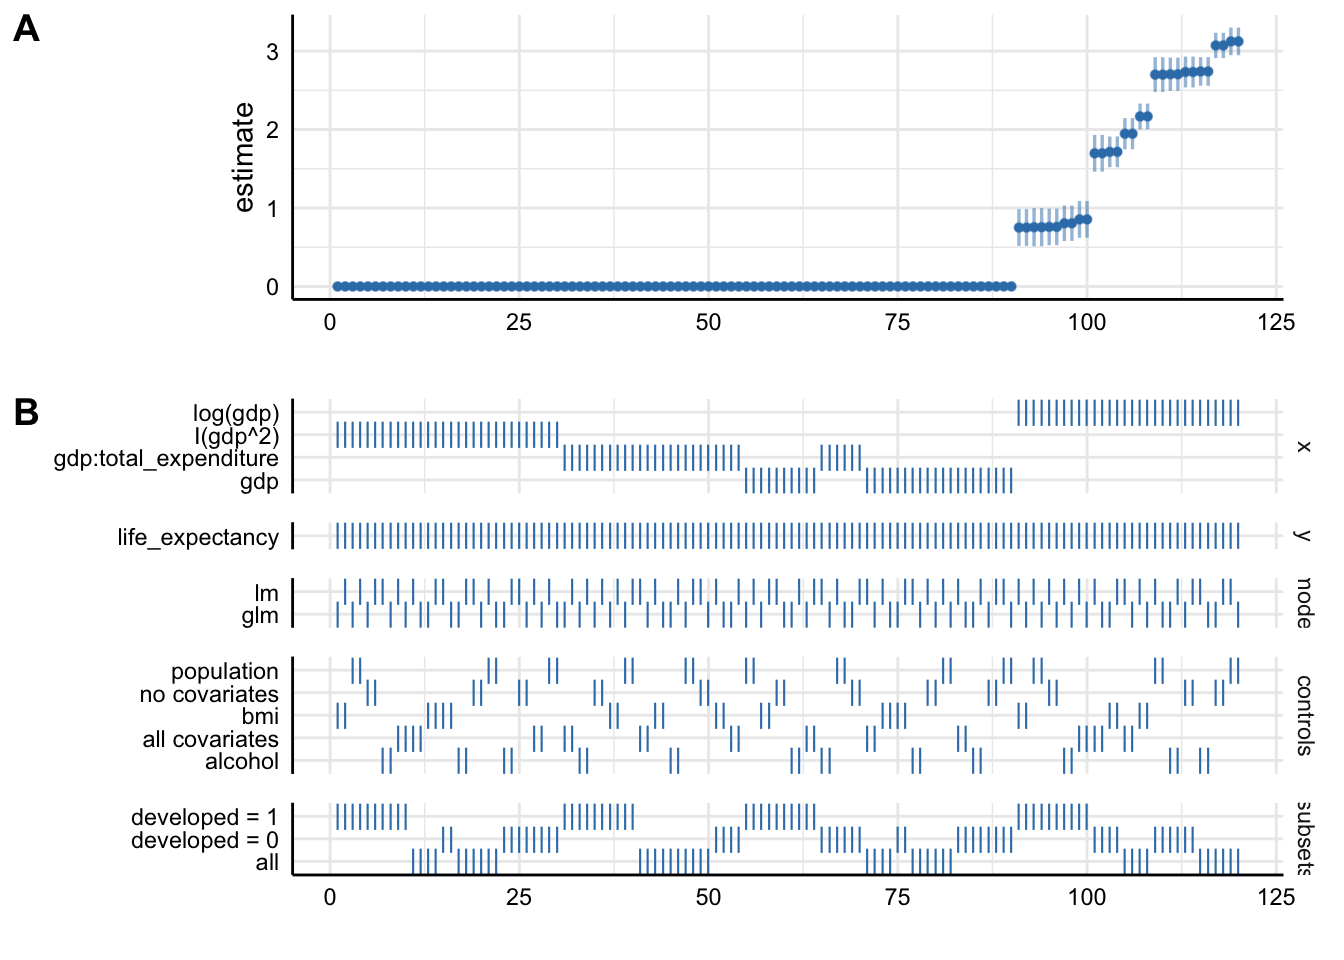 A
3
2
1
0
estimate
0 25 50 75 100 125
B
log(gdp)
I(gdp^2)
gdp:total_expenditure
gdp
x
life_expectancy
y
lm
glm
model
population
no covariates
bmi
all covariates
alcohol
controls
developed = 1
developed = 0
all
subsets
0 25 50 75 100 125